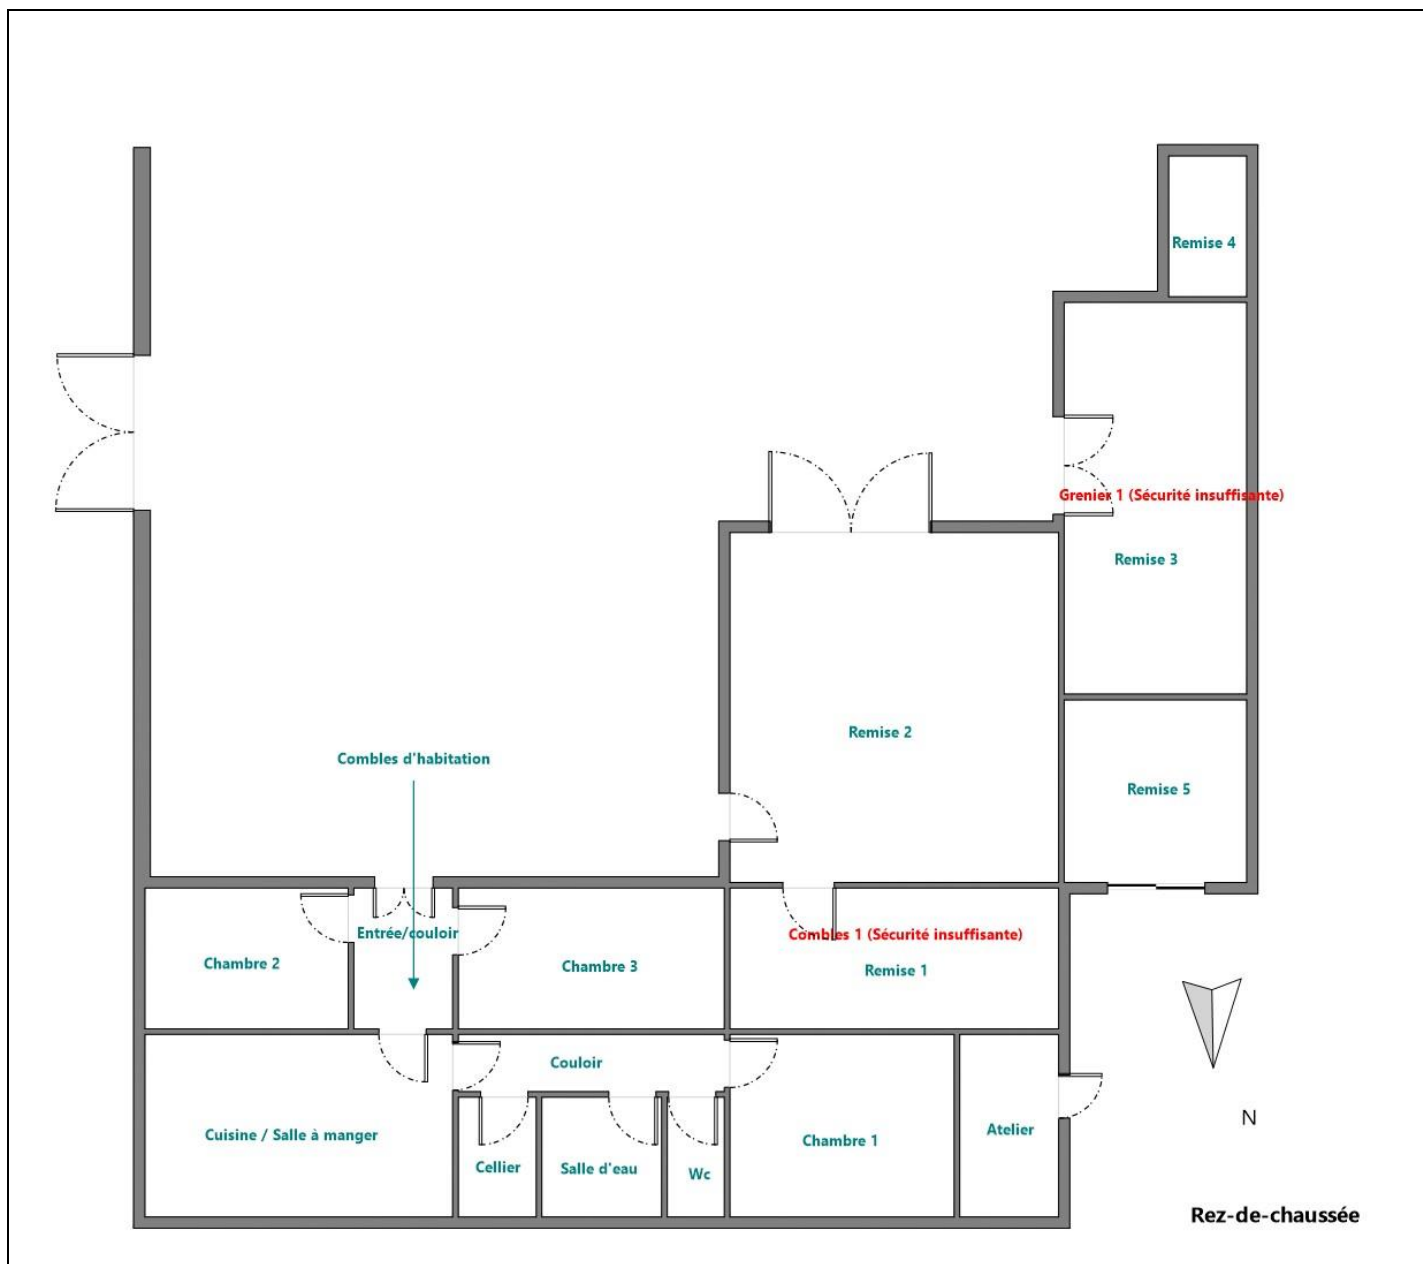 Remise 4
Grenier 1 (Sécurité insuffisante)
Remise 3
Remise 2
Combles d'habitation
Remise 5
Entrée/couloir
Combles 1 (Sécurité insuffisante)
Chambre 2
Chambre 3
Remise 1
Couloir
N
Cuisine / Salle à manger
Chambre 1
Atelier
Cellier
Salle d'eau
Wc
Rez-de-chaussée